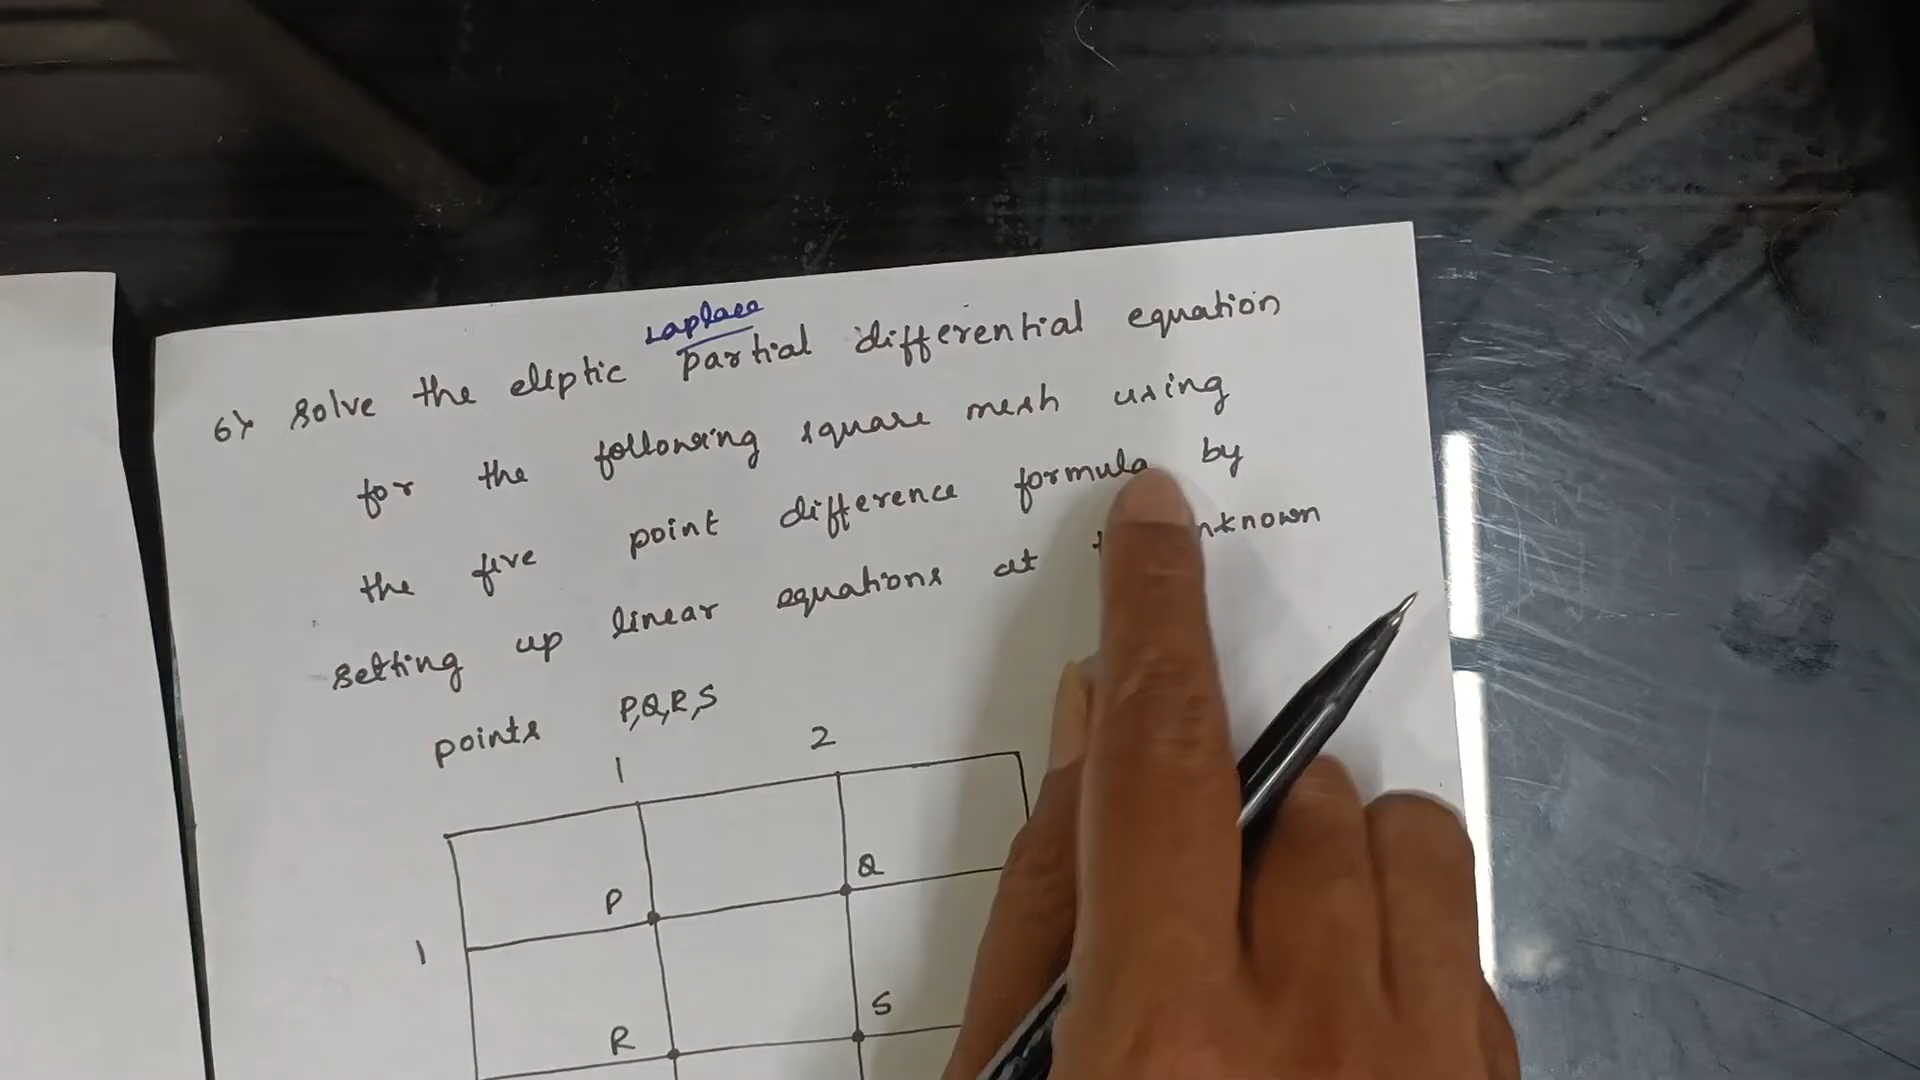 Laplace
6) Solve the eliptic partial differential equation
for the following square mesh using
the five point difference formula by
setting up linear equations at
points P,Q,R,S
1 2
P Q
1
R S